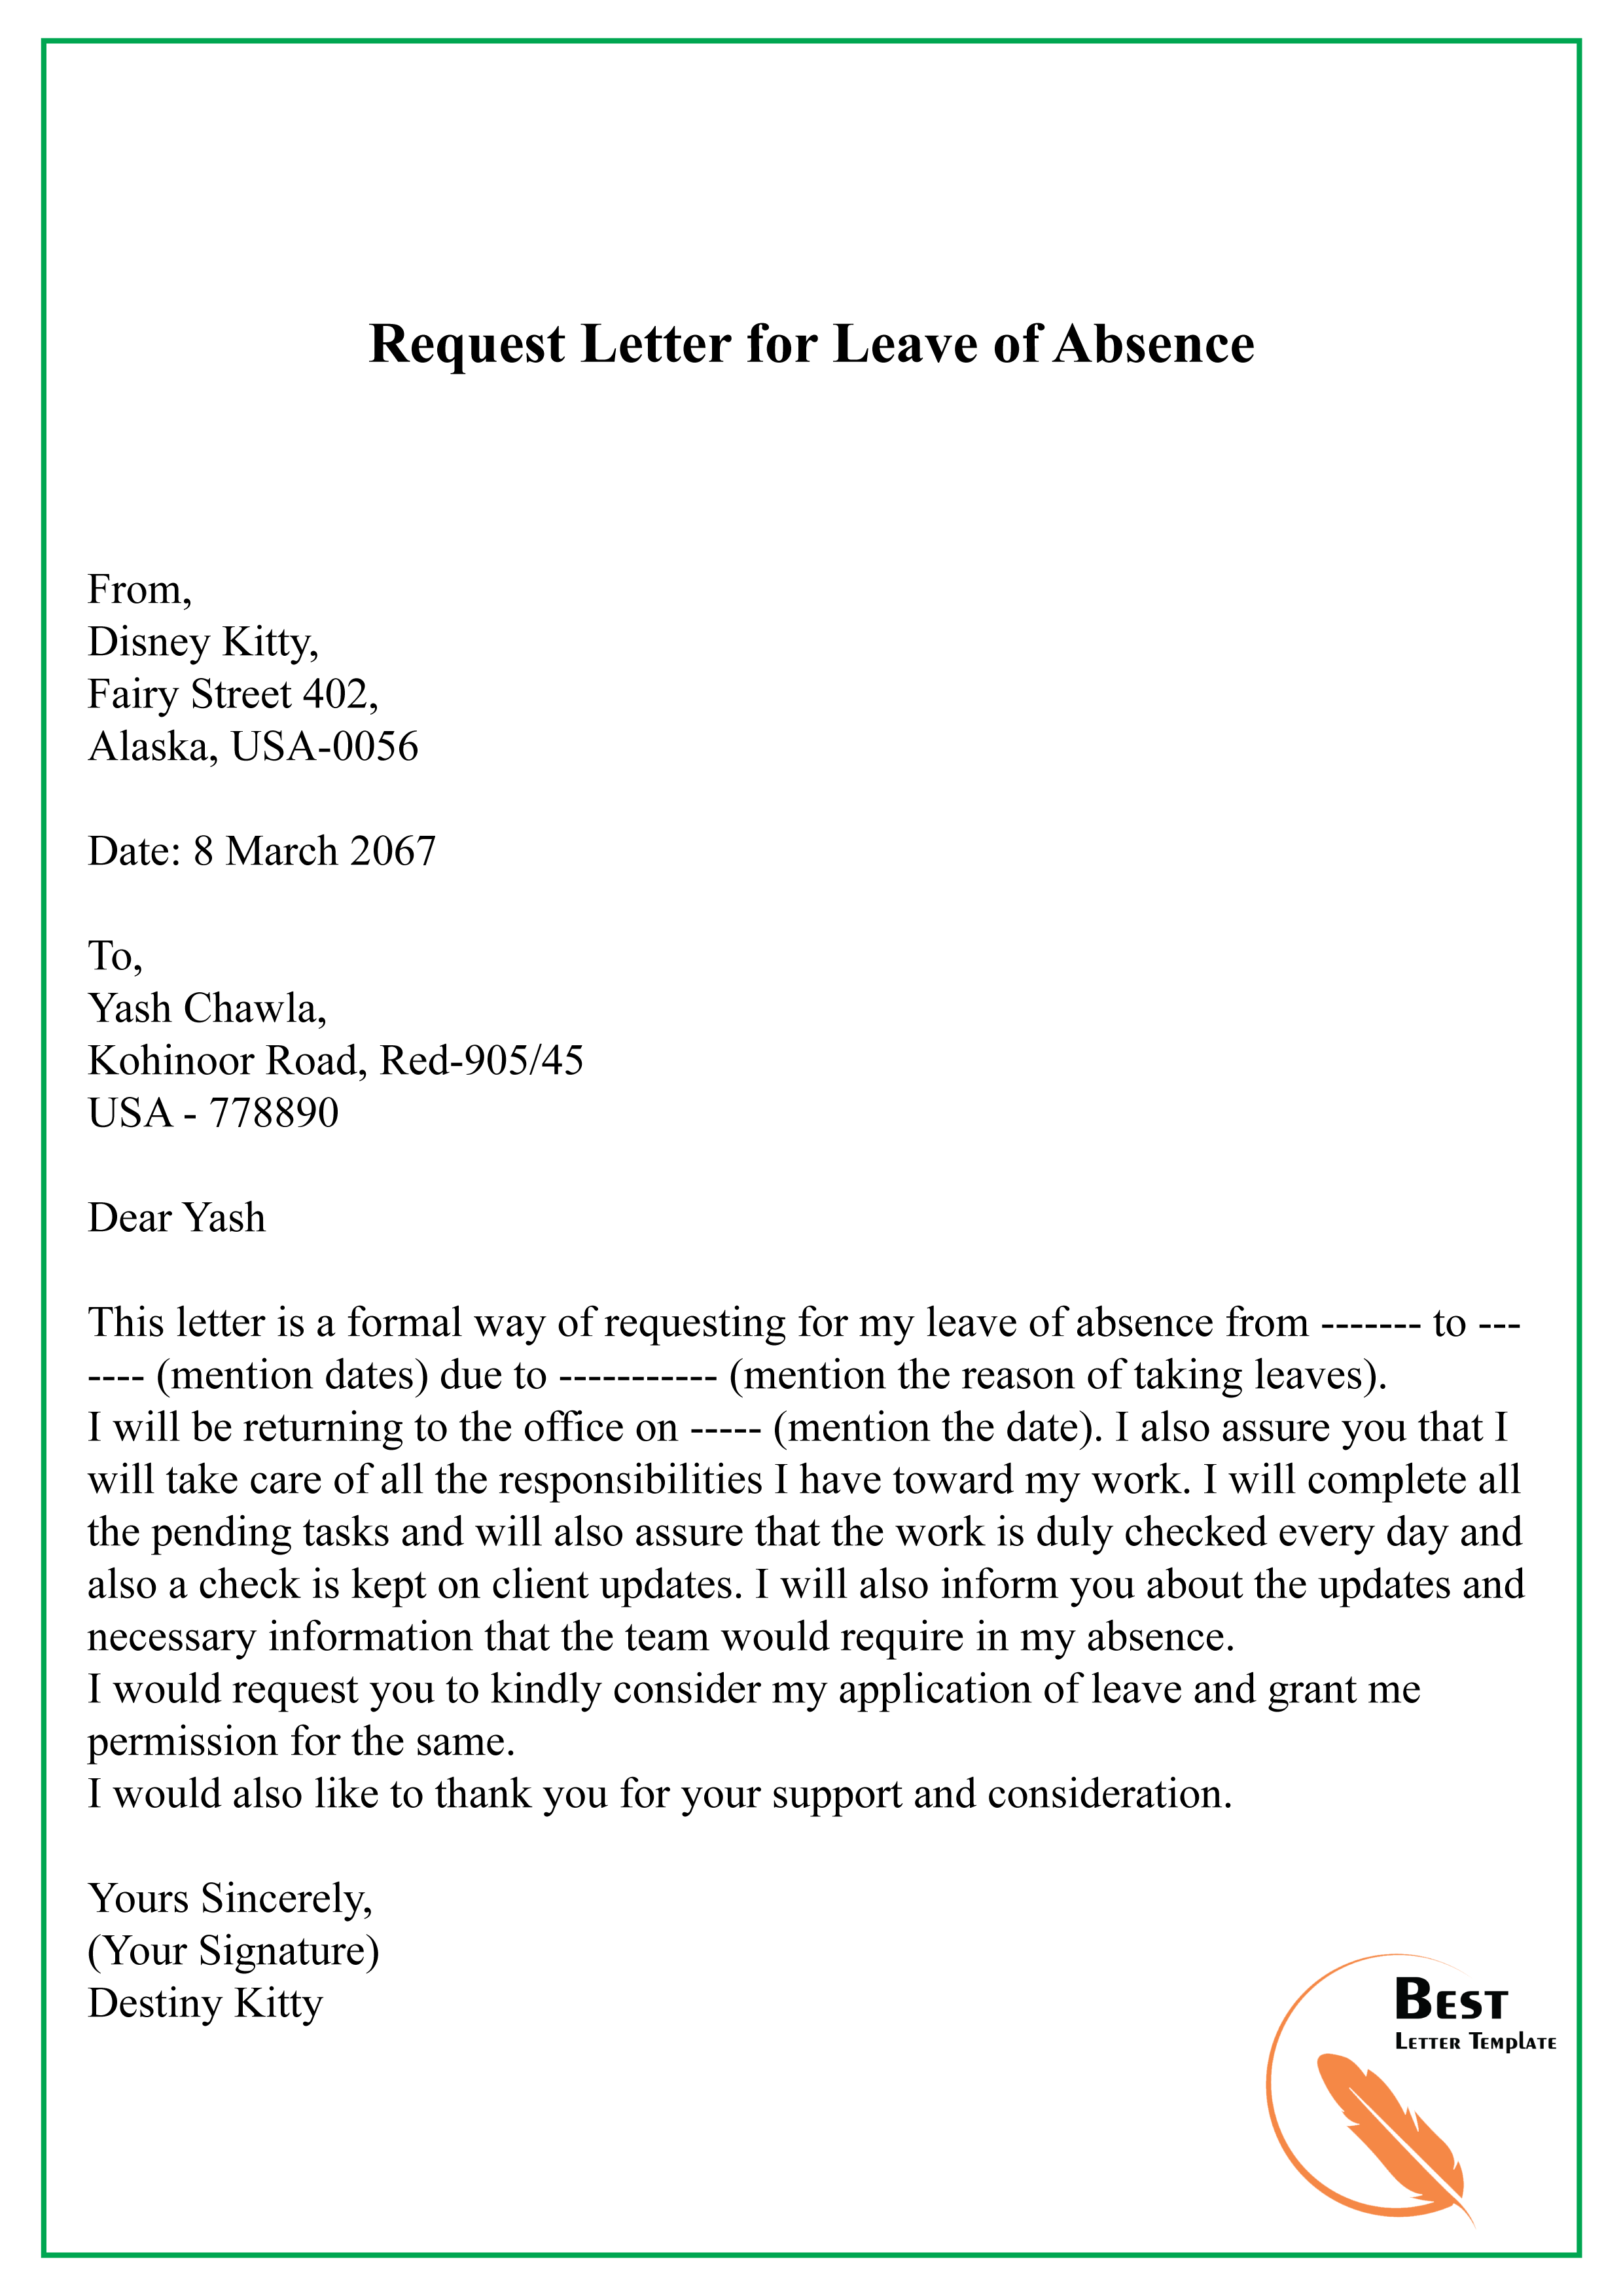 Request Letter for Leave of Absence
From,
Disney Kitty,
Fairy Street 402,
Alaska, USA-0056
Date: 8 March 2067
To,
Yash Chawla,
Kohinoor Road, Red-905/45
USA - 778890
Dear Yash
This letter is a formal way of requesting for my leave of absence from ------- to ---
---- (mention dates) due to ----------- (mention the reason of taking leaves).
I will be returning to the office on ----- (mention the date). I also assure you that I
will take care of all the responsibilities I have toward my work. I will complete all
the pending tasks and will also assure that the work is duly checked every day and
also a check is kept on client updates. I will also inform you about the updates and
necessary information that the team would require in my absence.
I would request you to kindly consider my application of leave and grant me
permission for the same.
I would also like to thank you for your support and consideration.
Yours Sincerely,
(Your Signature)
Destiny Kitty
Best
Letter Template